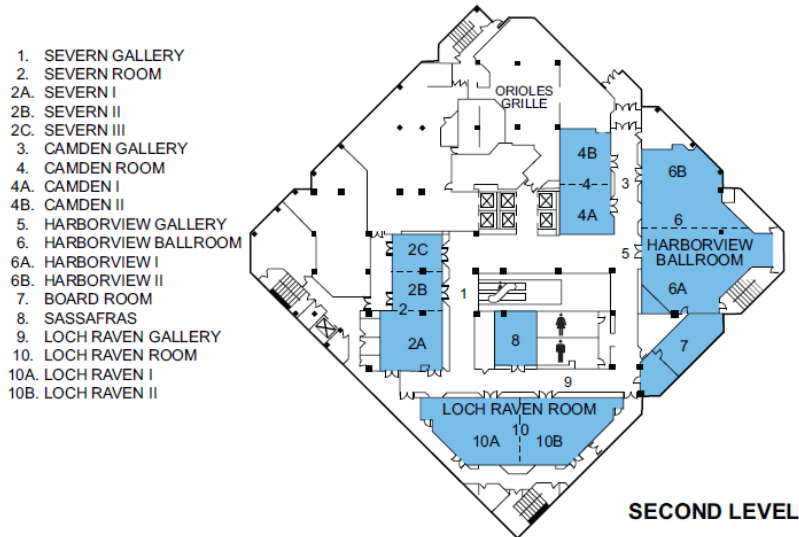 1. SEVERN GALLERY
2. SEVERN ROOM
2A. SEVERN I
2B. SEVERN II
2C. SEVERN III
3. CAMDEN GALLERY
4. CAMDEN ROOM
4A. CAMDEN I
4B. CAMDEN II
5. HARBORVIEW GALLERY
6. HARBORVIEW BALLROOM
6A. HARBORVIEW I
6B. HARBORVIEW II
7. BOARD ROOM
8. SASSAFRAS
9. LOCH RAVEN GALLERY
10. LOCH RAVEN ROOM
10A. LOCH RAVEN I
10B. LOCH RAVEN II
ORIOLES
GRILLE
4B
4
4A
3
6B
6
HARBORVIEW
BALLROOM
6A
5
2C
2B
2
2A
1
8
7
9
LOCH RAVEN ROOM
10
10A
10B
SECOND LEVEL